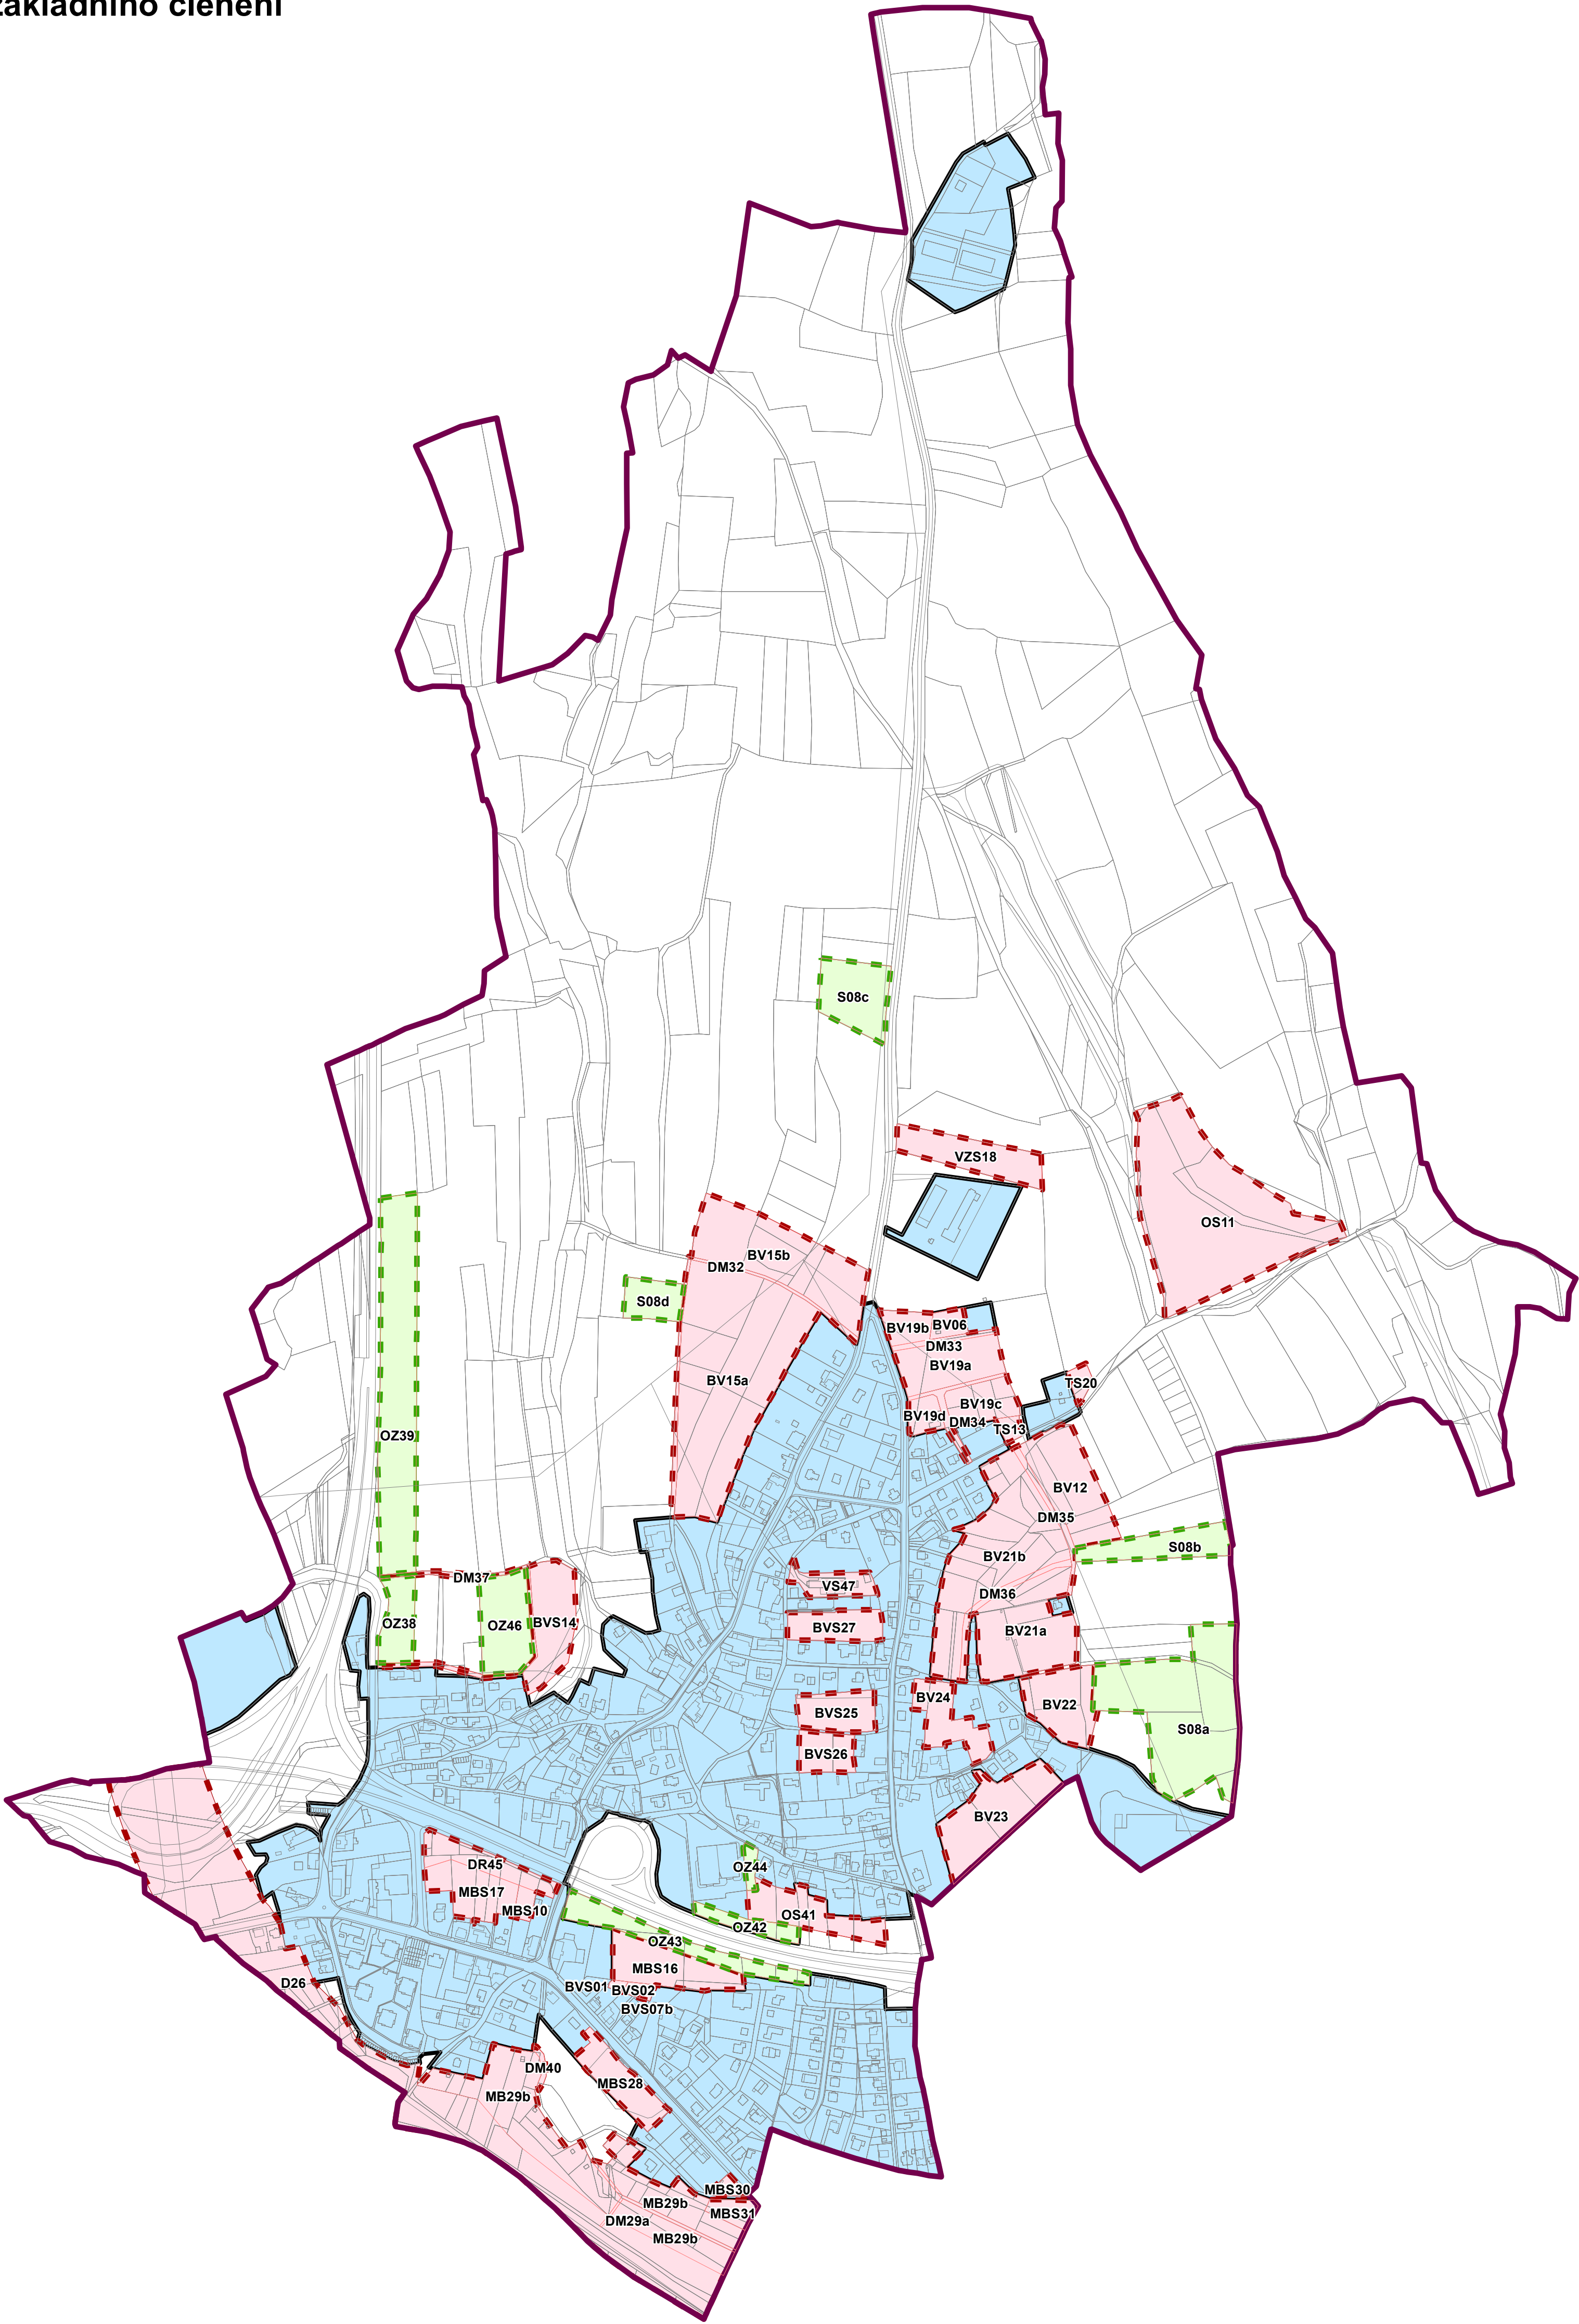 základního členění
S08c
VZS18
OS11
BV15b
DM32
S08d
BV19b
BV06
DM33
BV19a
BV15a
TS20
BV19c
BV19d
DM34
TS13
OZ39
BV12
DM35
S08b
BV21b
DM37
VS47
DM36
OZ38
OZ46
BVS14
BVS27
BV21a
BV24
BV22
BVS25
S08a
BVS26
BV23
DR45
OZ44
MBS17
MBS10
OS41
OZ42
OZ43
MBS16
D26
BVS01
BVS02
BVS07b
DM40
MBS28
MB29b
MBS30
MB29b
MBS31
DM29a
MB29b